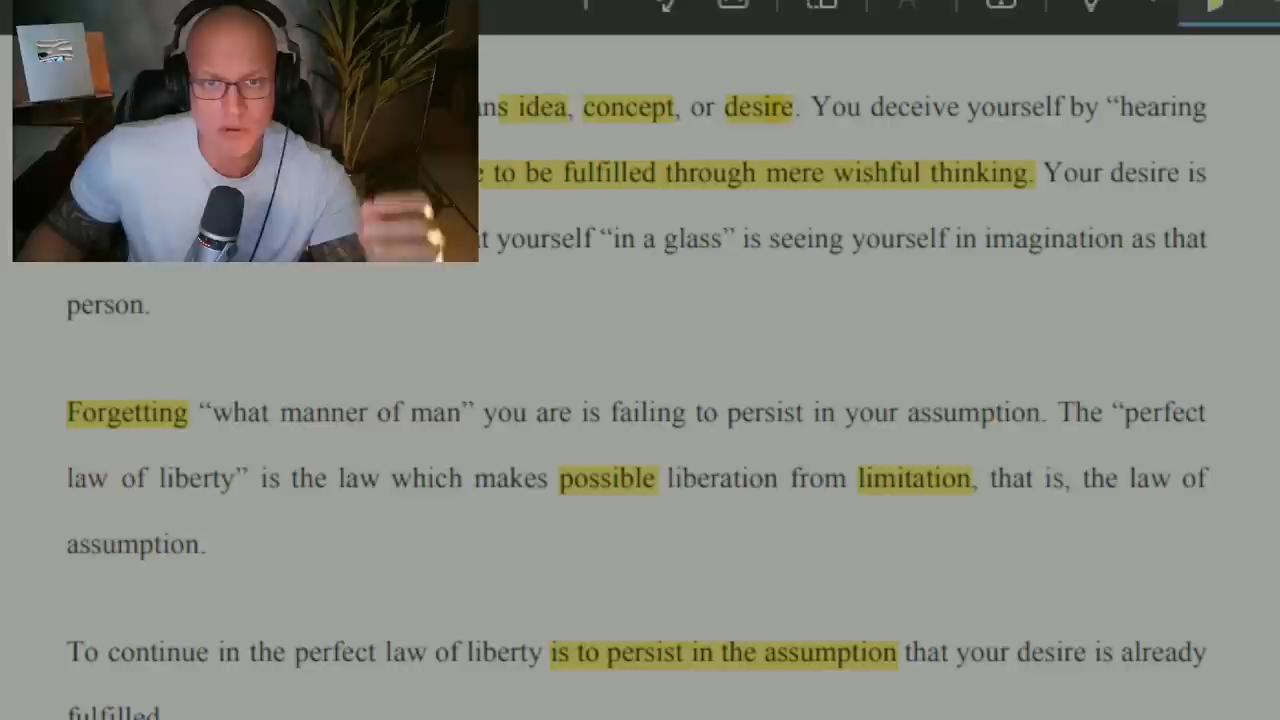 ns idea, concept, or desire. You deceive yourself by “hearing
to be fulfilled through mere wishful thinking. Your desire is
t yourself “in a glass” is seeing yourself in imagination as that
person.
Forgetting “what manner of man” you are is failing to persist in your assumption. The “perfect
law of liberty” is the law which makes possible liberation from limitation, that is, the law of
assumption.
To continue in the perfect law of liberty is to persist in the assumption that your desire is already
fulfilled